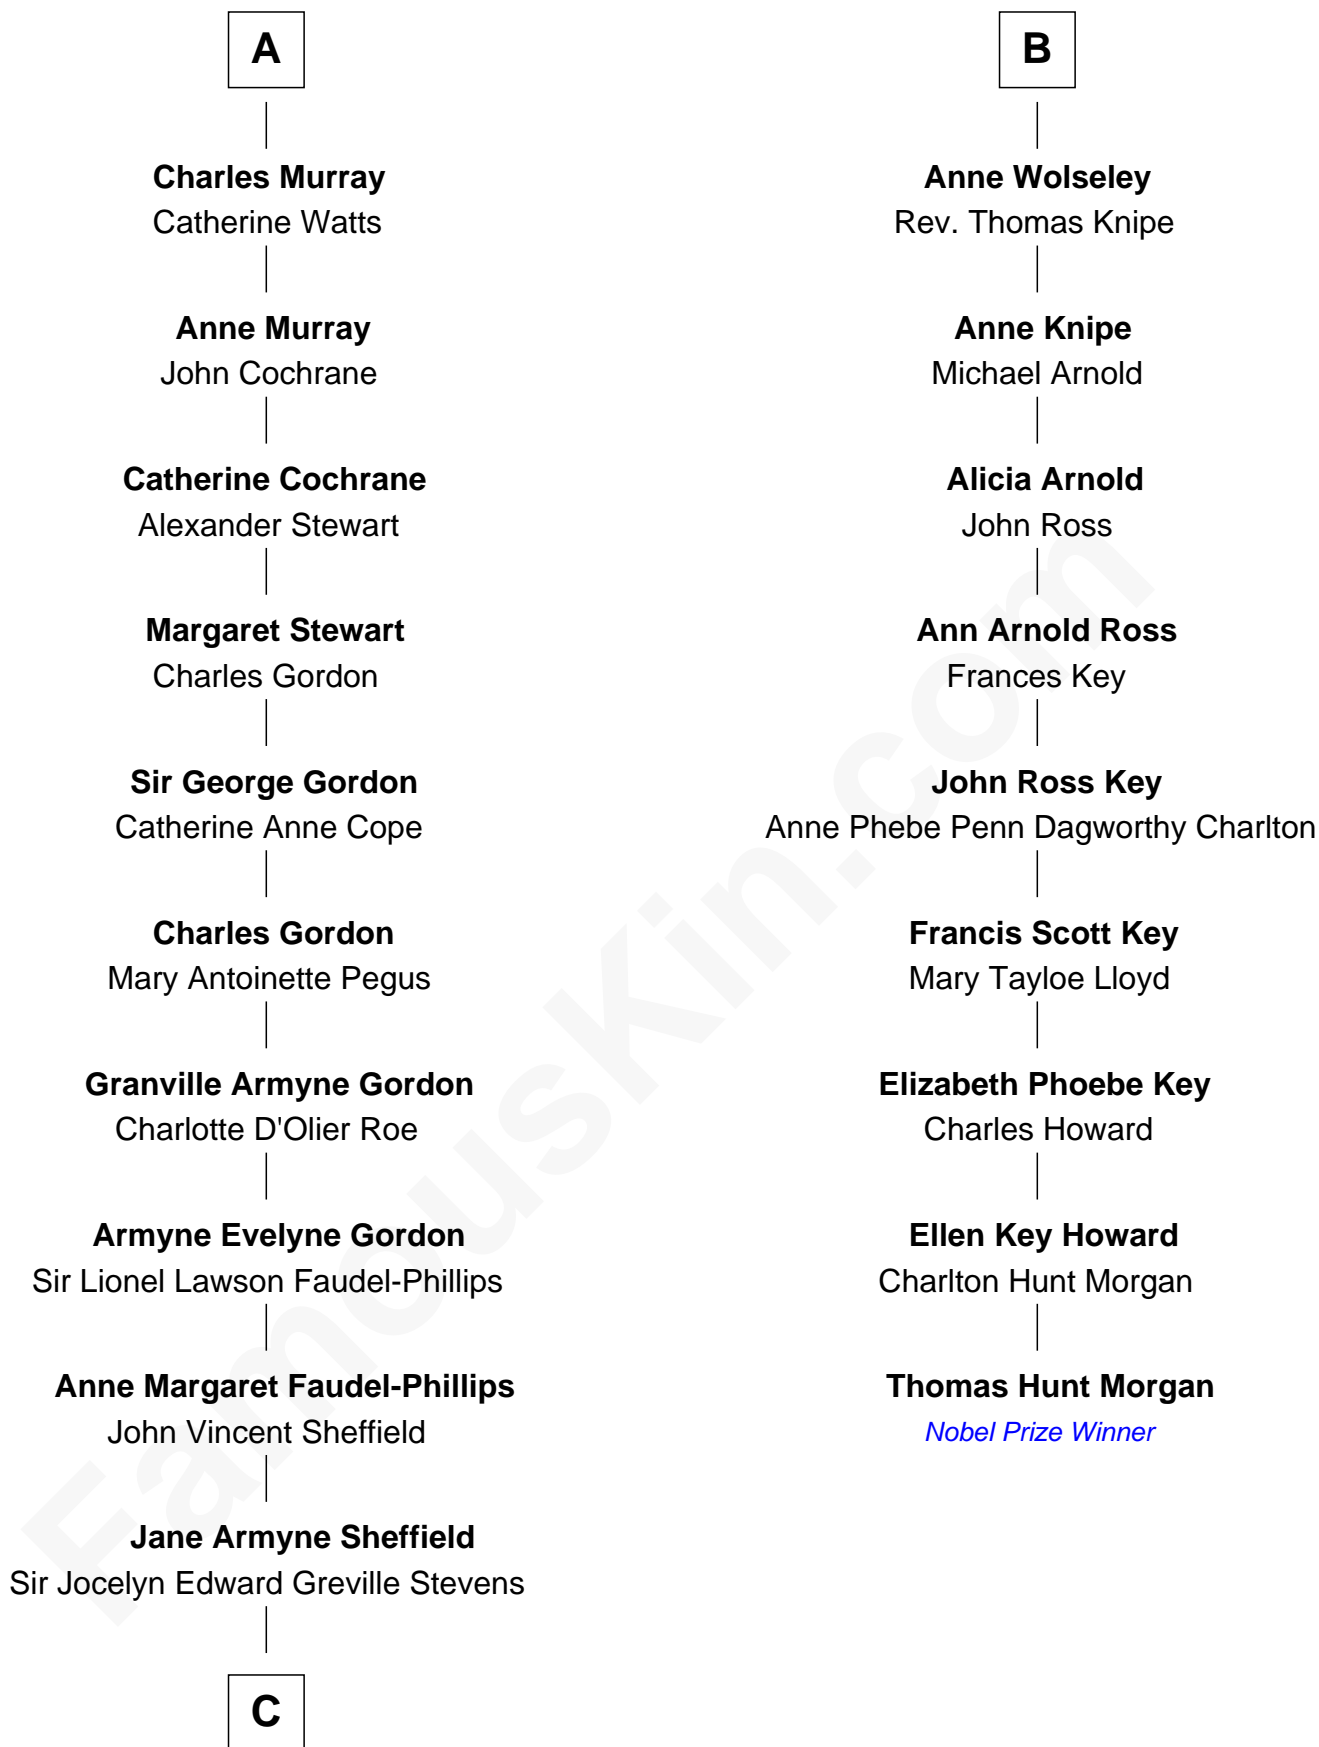 A
Charles Murray
Catherine Watts
Anne Murray
John Cochrane
Catherine Cochrane
Alexander Stewart
Margaret Stewart
Charles Gordon
Sir George Gordon
Catherine Anne Cope
Charles Gordon
Mary Antoinette Pegus
Granville Armyne Gordon
Charlotte D'Olier Roe
Armyne Evelyne Gordon
Sir Lionel Lawson Faudel-Phillips
Anne Margaret Faudel-Phillips
John Vincent Sheffield
Jane Armyne Sheffield
Sir Jocelyn Edward Greville Stevens
C
B
Anne Wolseley
Rev. Thomas Knipe
Anne Knipe
Michael Arnold
Alicia Arnold
John Ross
Ann Arnold Ross
Frances Key
John Ross Key
Anne Phebe Penn Dagworthy Charlton
Francis Scott Key
Mary Tayloe Lloyd
Elizabeth Phoebe Key
Charles Howard
Ellen Key Howard
Charlton Hunt Morgan
Thomas Hunt Morgan
Nobel Prize Winner
FamousKin.com